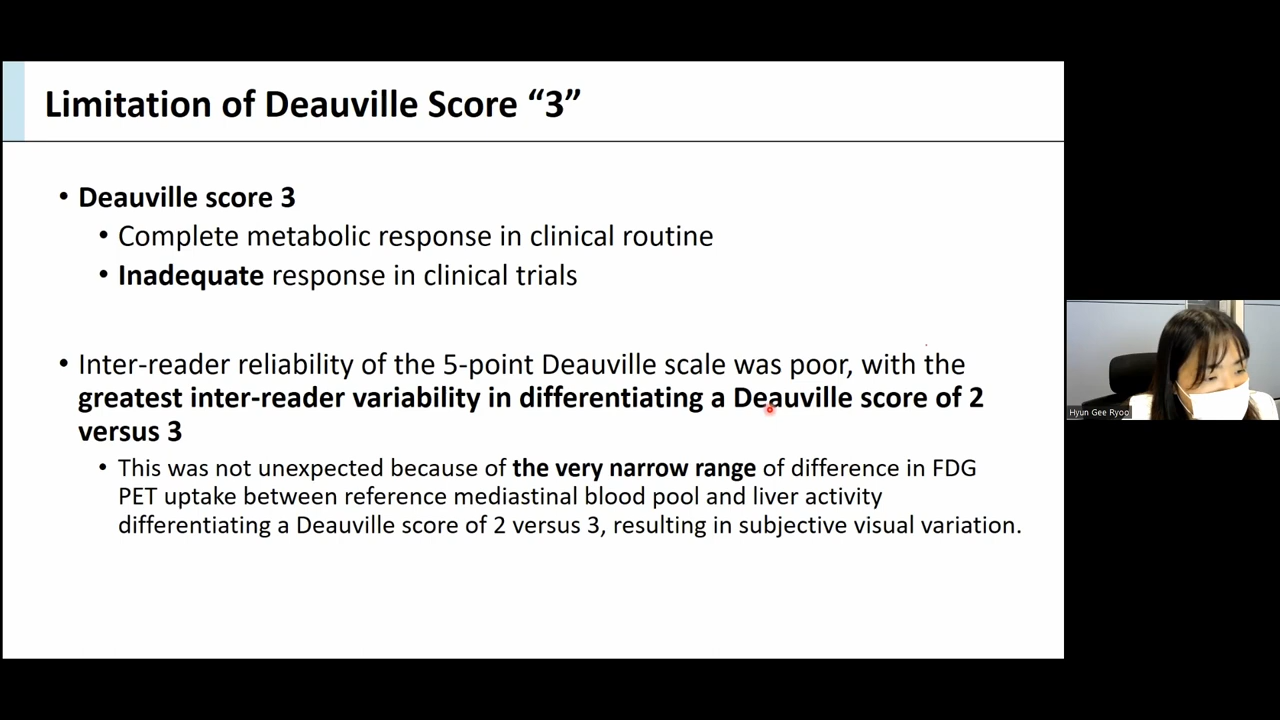 Limitation of Deauville Score “3”
• Deauville score 3
• Complete metabolic response in clinical routine
• Inadequate response in clinical trials
• Inter-reader reliability of the 5-point Deauville scale was poor, with the
greatest inter-reader variability in differentiating a Deauville score of 2
versus 3
• This was not unexpected because of the very narrow range of difference in FDG
PET uptake between reference mediastinal blood pool and liver activity
differentiating a Deauville score of 2 versus 3, resulting in subjective visual variation.
Hyun Gee Ryoo